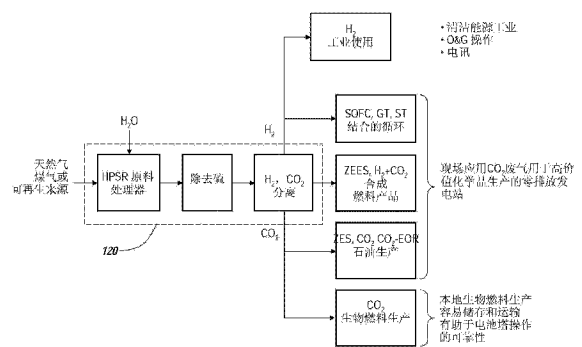 H2
工业使用
•清洁能源工业
•O&G 操作
•电讯
H2O
H2
SOFC, GT, ST
结合的循环
天然气
煤气或
可再生来源
HPSR 原料
处理器
除去硫
H2, CO2
分离
ZEES, H2+CO2
合成
燃料产品
现场应用CO2废气用于高价
值化学品生产的零排放发
电站
120
CO2
ZES, CO2 CO2-EOR
石油生产
CO2
生物燃料生产
本地生物燃料生产
容易储存和运输
有助于电池塔操作
的可靠性